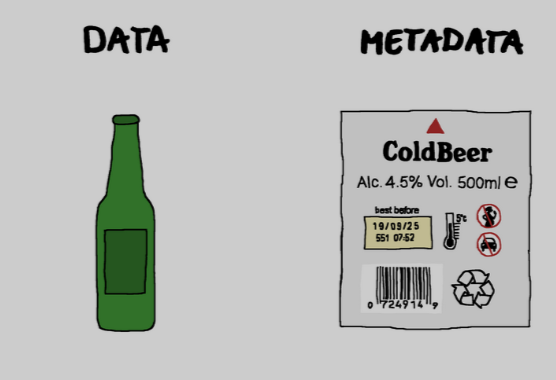 DATA
METADATA
ColdBeer
Alc. 4.5% Vol. 500ml e
best before
19/09/25
551 07:52
5°c
0 724914 9